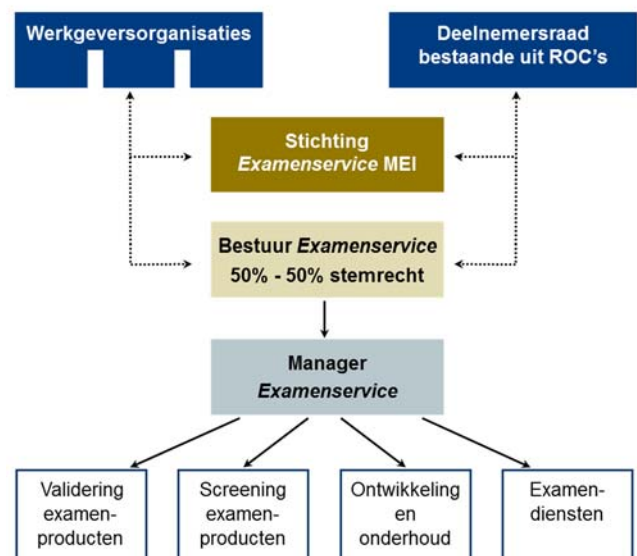 Werkgeversorganisaties
Deelnemersraad
bestaande uit ROC's
Stichting
Examenservice MEI
Bestuur Examenservice
50% - 50% stemrecht
Manager
Examenservice
Validering
examen-
producten
Screening
examen-
producten
Ontwikkeling
en
onderhoud
Examen-
diensten